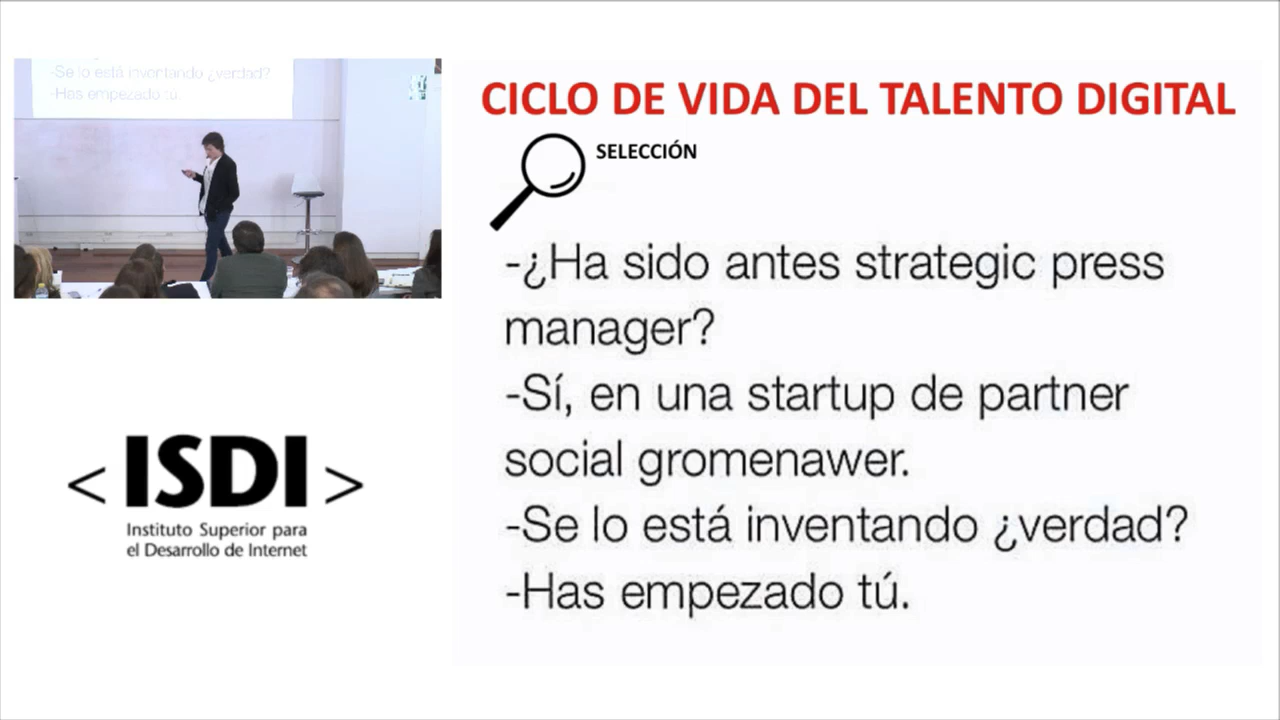 -Se lo está inventando ¿verdad?
-Has empezado tú.
CICLO DE VIDA DEL TALENTO DIGITAL
SELECCIÓN
-¿Ha sido antes strategic press
manager?
-Sí, en una startup de partner
social gromenawer.
-Se lo está inventando ¿verdad?
-Has empezado tú.
< ISDI >
Instituto Superior para
el Desarrollo de Internet